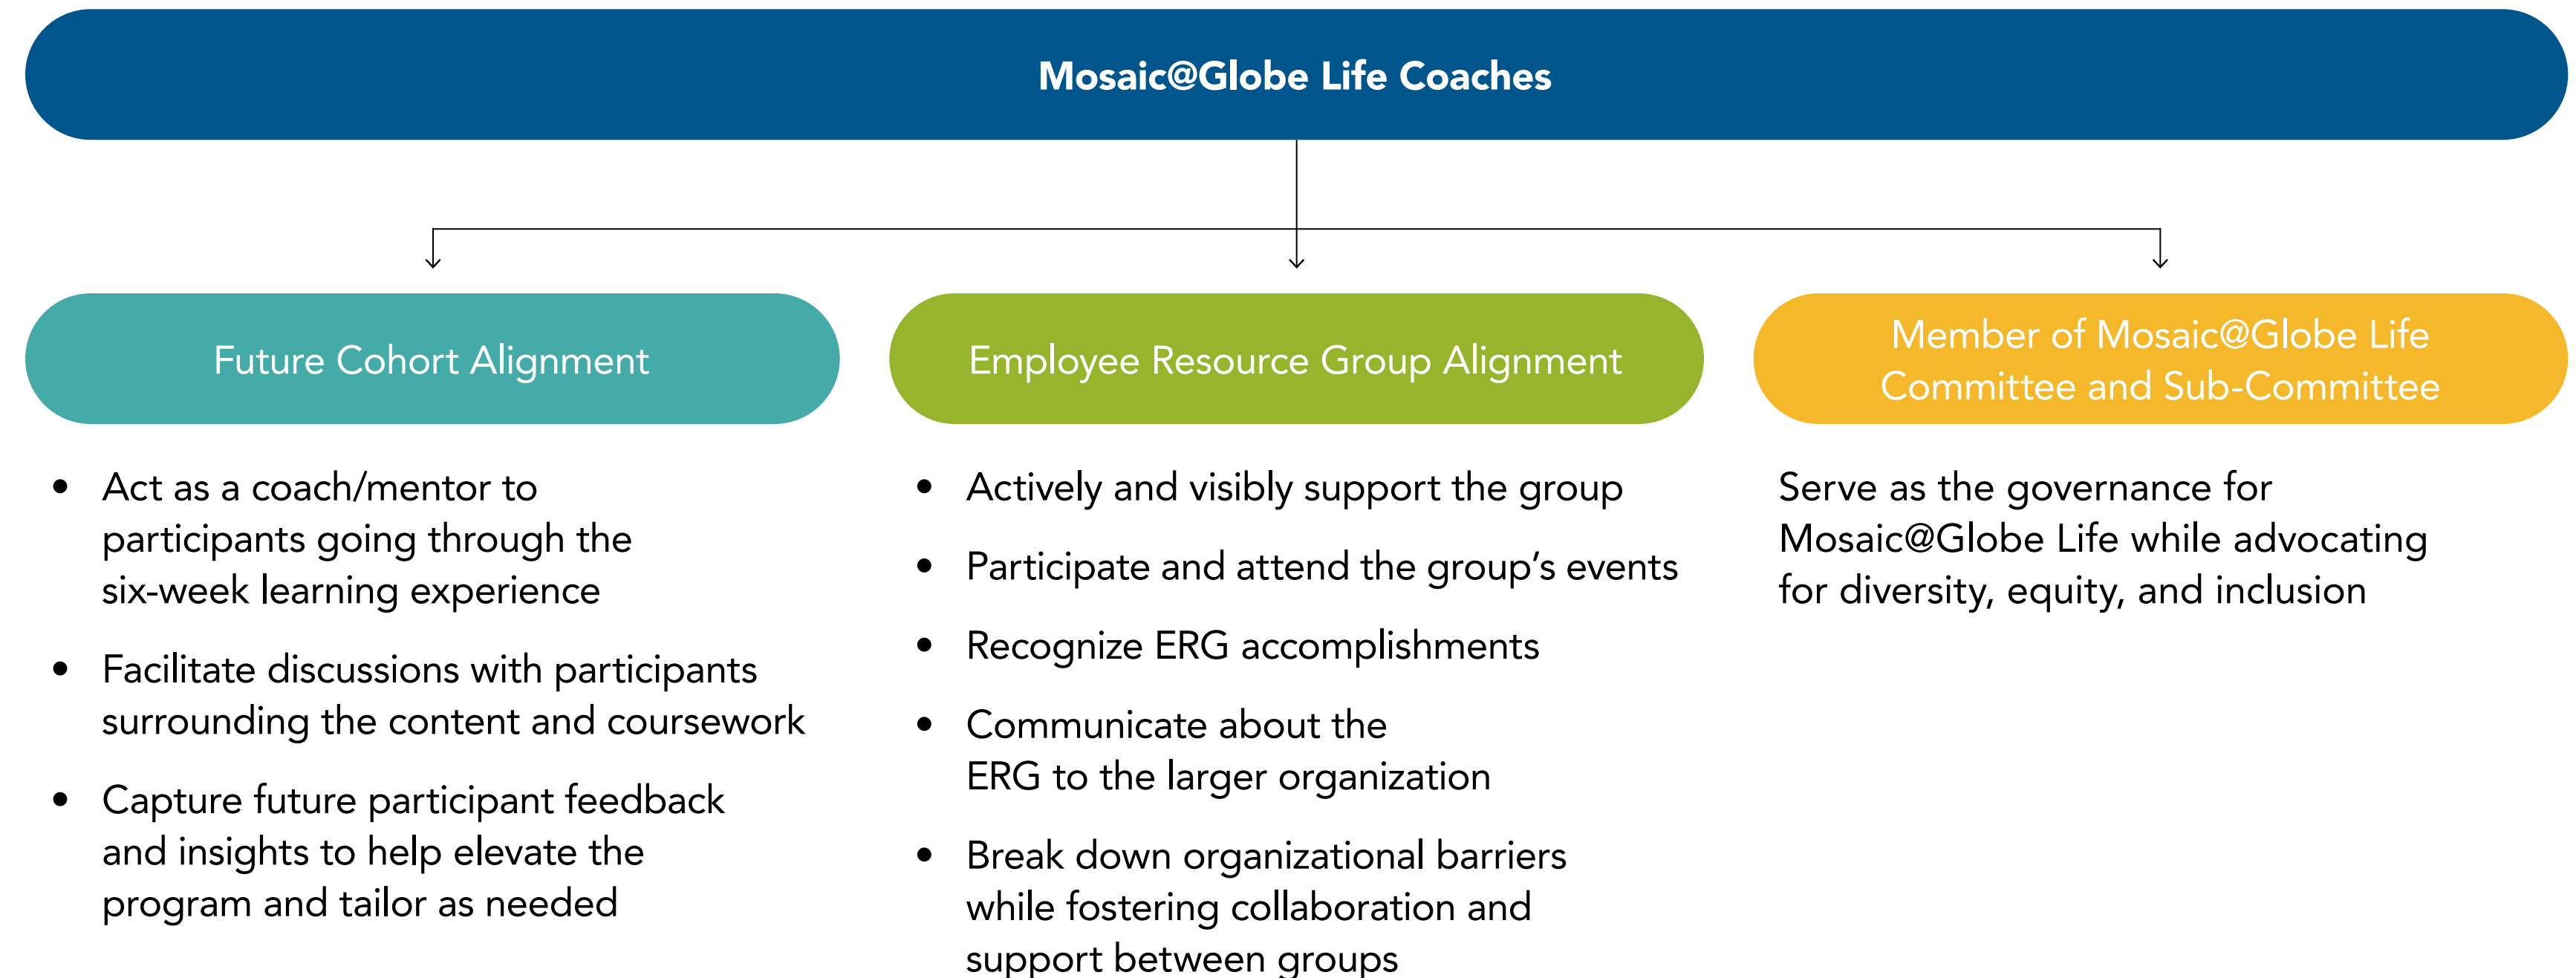 Mosaic@Globe Life Coaches
Future Cohort Alignment
• Act as a coach/mentor to
participants going through the
six-week learning experience
• Facilitate discussions with participants
surrounding the content and coursework
• Capture future participant feedback
and insights to help elevate the
program and tailor as needed
Employee Resource Group Alignment
• Actively and visibly support the group
• Participate and attend the group’s events
• Recognize ERG accomplishments
• Communicate about the
ERG to the larger organization
• Break down organizational barriers
while fostering collaboration and
support between groups
Member of Mosaic@Globe Life
Committee and Sub-Committee
Serve as the governance for
Mosaic@Globe Life while advocating
for diversity, equity, and inclusion